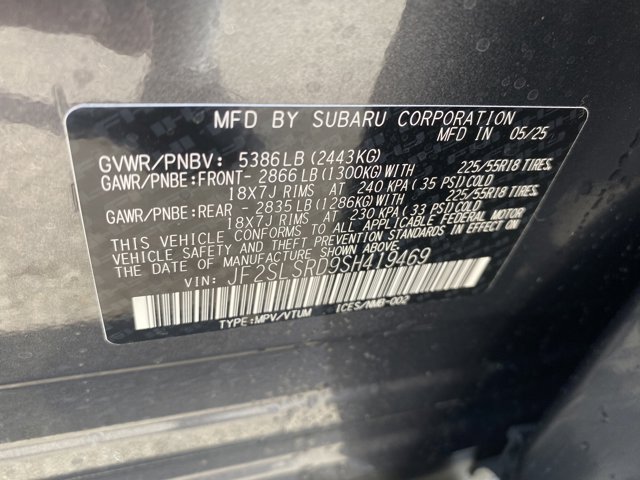 MFD BY SUBARU CORPORATION
MFD IN 05/25
GVWR/PNBV: 5386LB(2443KG)
GAWR/PNBE:FRONT- 2866LB(1300KG)WITH 225/55R18 TIRES,
18X7J RIMS AT 240 KPA(35 PSI)COLD
GAWR/PNBE:REAR - 2835LB(1286KG)WITH 225/55R18 TIRES,
18X7J RIMS AT 230 KPA(33 PSI)COLD
THIS VEHICLE CONFORMS TO ALL APPLICABLE FEDERAL MOTOR
VEHICLE SAFETY STANDARDS IN EFFECT ON
THE DATE OF MANUFACTURE SHOWN ABOVE.
VIN: JF2SLSRD9SH419469
TYPE:MPV/VTUM ICES/NMB-002